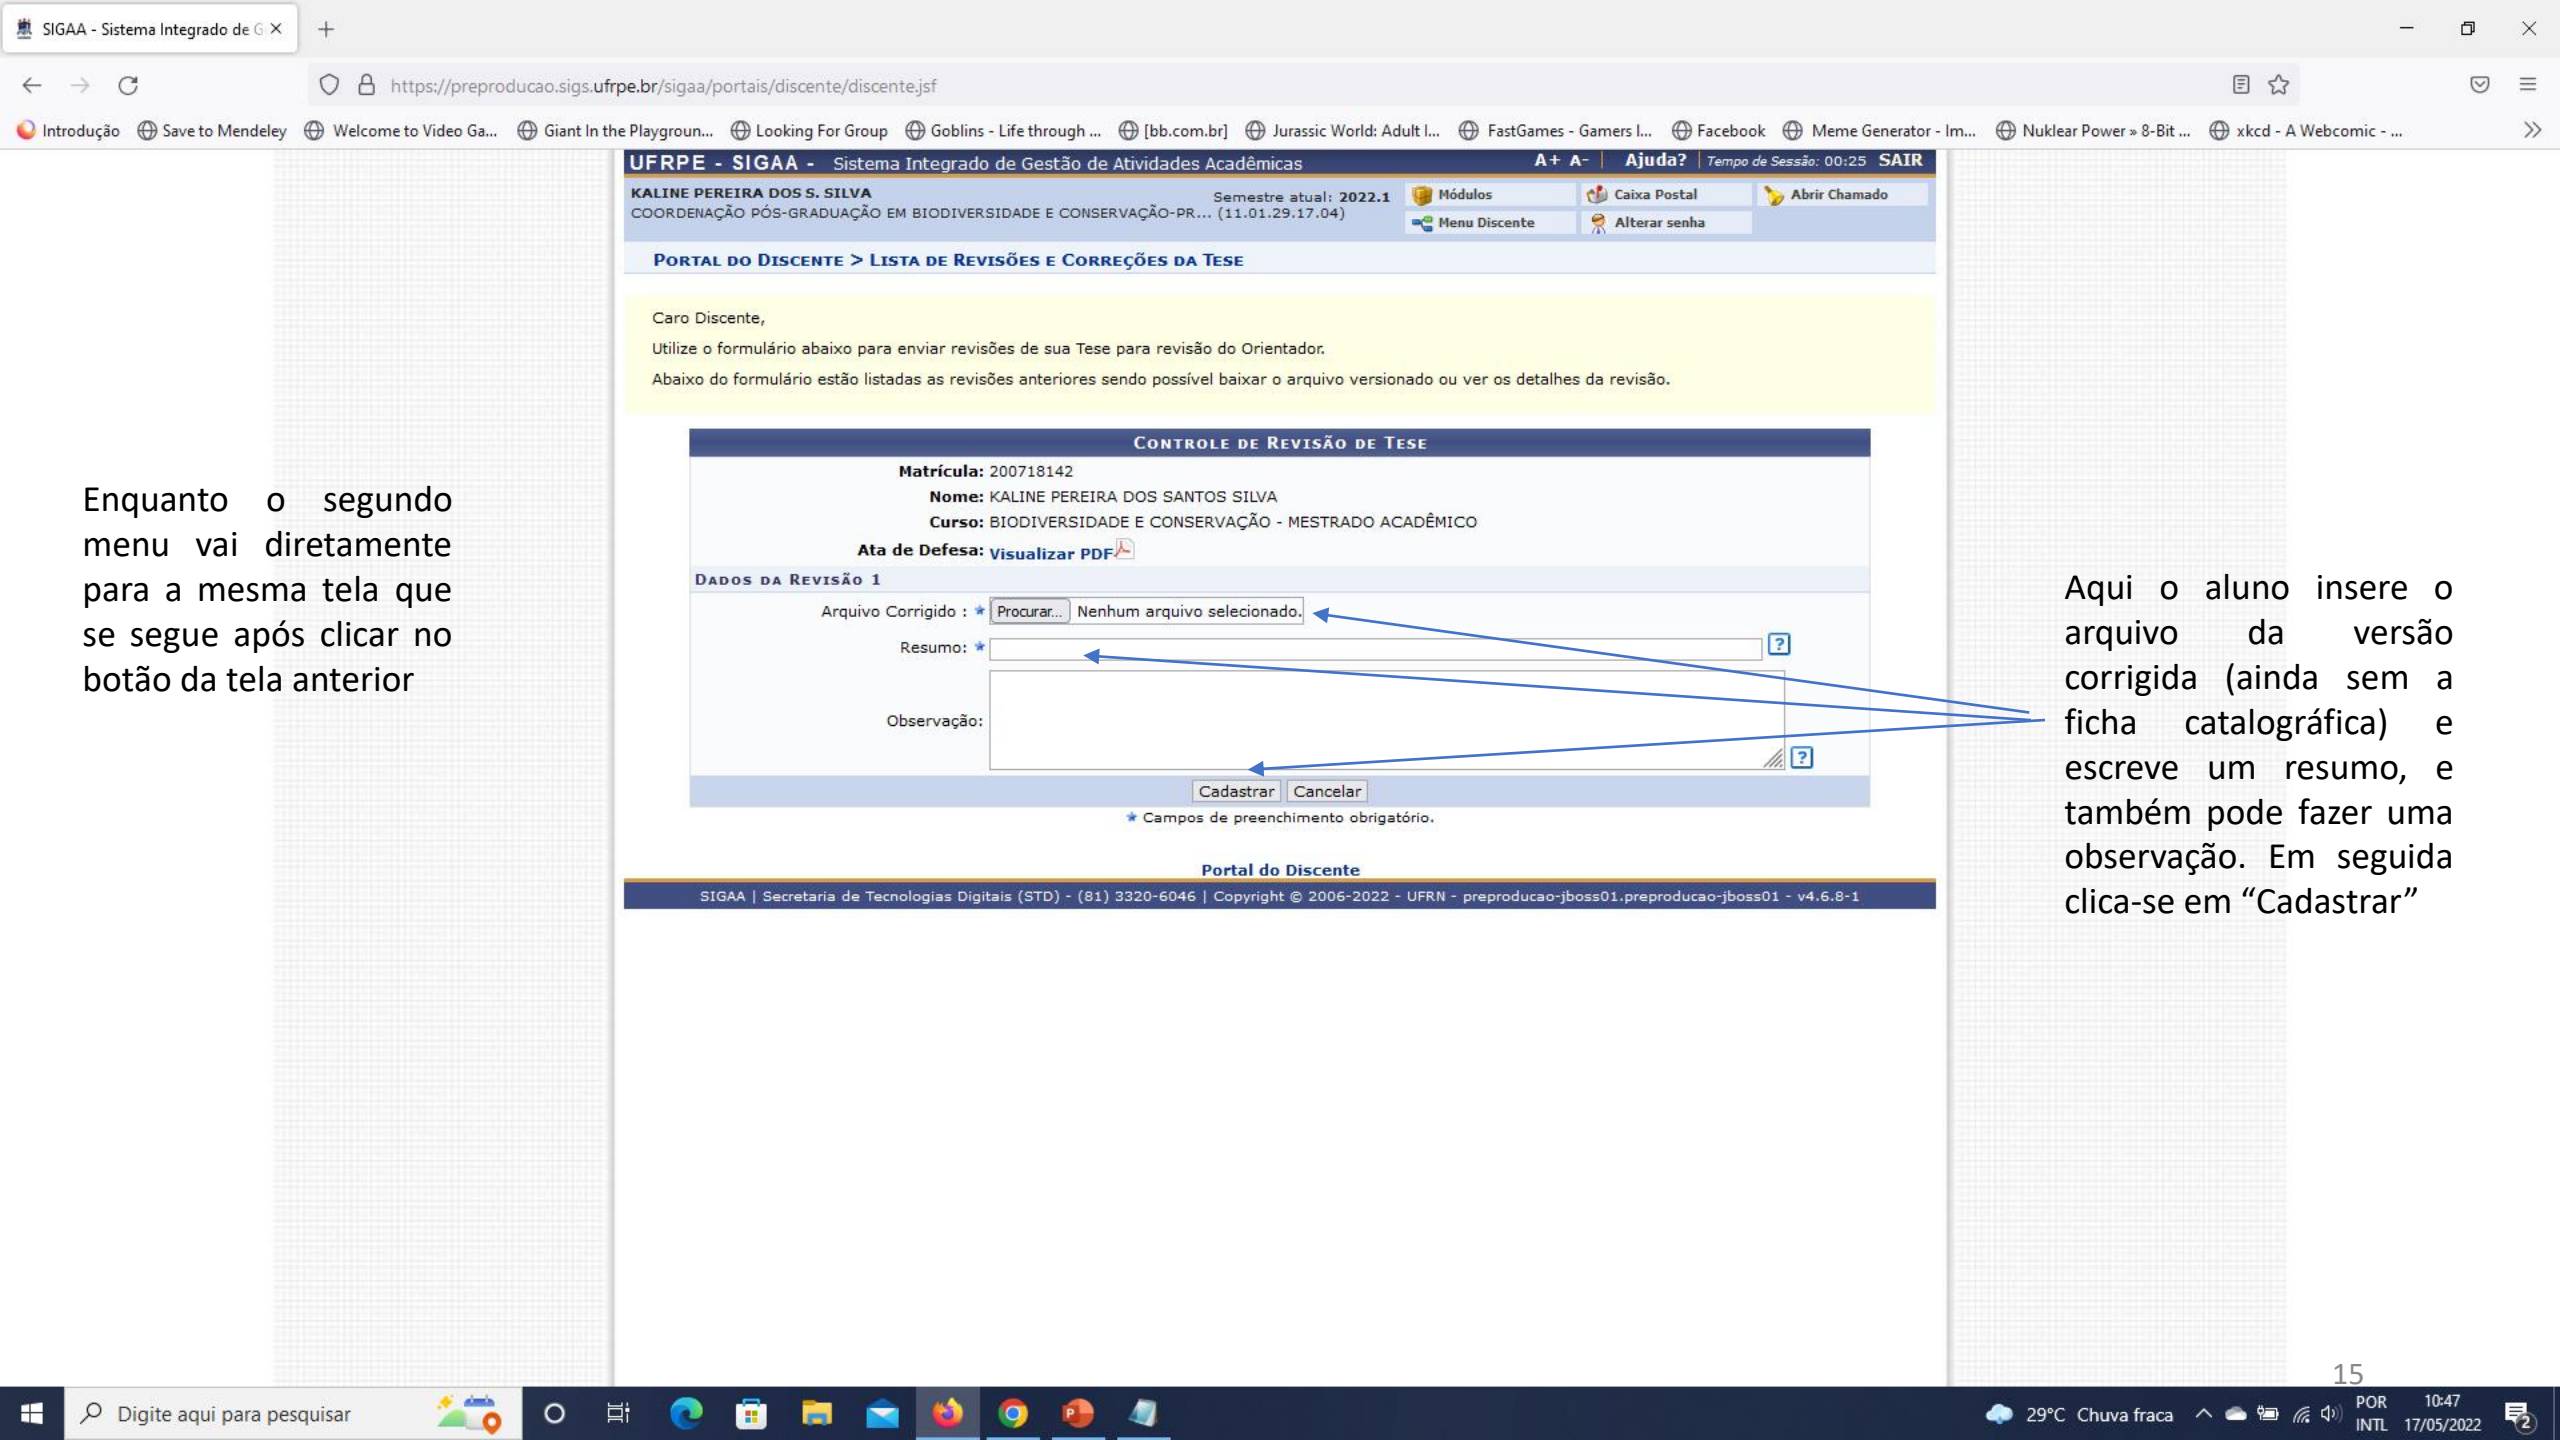 SIGAA - Sistema Integrado de G
https://preproducao.sigs.ufrpe.br/sigaa/portais/discente/discente.jsf
Introdução Save to Mendeley Welcome to Video Ga... Giant In the Playgroun... Looking For Group Goblins - Life through ... [bb.com.br] Jurassic World: Adult I... FastGames - Gamers I... Facebook Meme Generator - Im... Nuklear Power » 8-Bit ... xkcd - A Webcomic - ...
UFRPE - SIGAA - Sistema Integrado de Gestão de Atividades Acadêmicas A+ A- | Ajuda? | Tempo de Sessão: 00:25 SAIR
KALINE PEREIRA DOS S. SILVA
COORDENAÇÃO PÓS-GRADUAÇÃO EM BIODIVERSIDADE E CONSERVAÇÃO-PR... (11.01.29.17.04)
Semestre atual: 2022.1
Módulos Caixa Postal Abrir Chamado
Menu Discente Alterar senha
PORTAL DO DISCENTE > LISTA DE REVISÕES E CORREÇÕES DA TESE
Caro Discente,
Utilize o formulário abaixo para enviar revisões de sua Tese para revisão do Orientador.
Abaixo do formulário estão listadas as revisões anteriores sendo possível baixar o arquivo versionado ou ver os detalhes da revisão.
CONTROLE DE REVISÃO DE TESE
Matrícula: 200718142
Nome: KALINE PEREIRA DOS SANTOS SILVA
Curso: BIODIVERSIDADE E CONSERVAÇÃO - MESTRADO ACADÊMICO
Ata de Defesa: Visualizar PDF
DADOS DA REVISÃO 1
Arquivo Corrigido : Procurar... Nenhum arquivo selecionado.
Resumo: ?
Observação: ?
Cadastrar Cancelar
Campos de preenchimento obrigatório.
Portal do Discente
SIGAA | Secretaria de Tecnologias Digitais (STD) - (81) 3320-6046 | Copyright © 2006-2022 - UFRN - preproducao-jboss01.preproducao-jboss01 - v4.6.8-1
Enquanto o segundo
menu vai diretamente
para a mesma tela que
se segue após clicar no
botão da tela anterior
Aqui o aluno insere o
arquivo da versão
corrigida (ainda sem a
ficha catalográfica) e
escreve um resumo, e
também pode fazer uma
observação. Em seguida
clica-se em “Cadastrar”
15
Digite aqui para pesquisar
29°C Chuva fraca
POR
INTL
10:47
17/05/2022
2